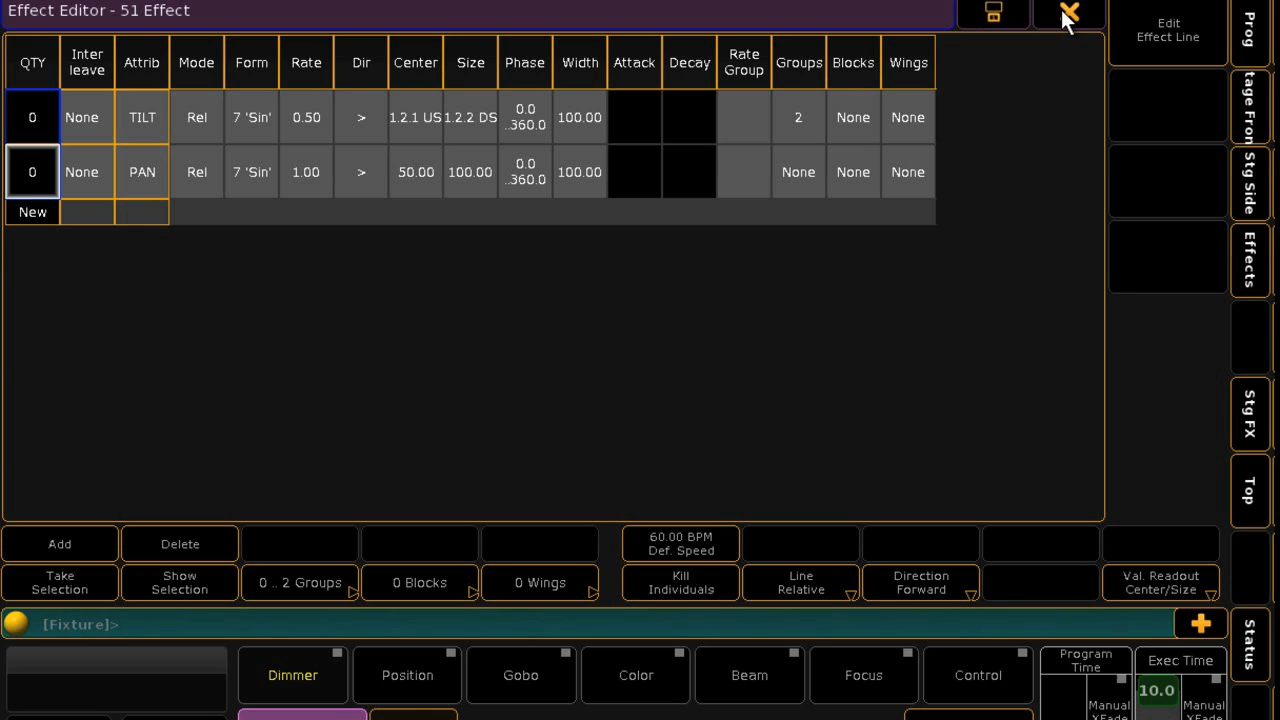 Effect Editor - 51 Effect
Edit
Effect Line
QTY
Inter
leave
Attrib
Mode
Form
Rate
Dir
Center
Size
Phase
Width
Attack
Decay
Rate
Group
Groups
Blocks
Wings
0
None
TILT
Rel
7 'Sin'
0.50
>
1.2.1 US
1.2.2 DS
0.0
..360.0
100.00
2
None
None
0
None
PAN
Rel
7 'Sin'
1.00
>
50.00
100.00
0.0
..360.0
100.00
None
None
None
New
Prog
tage Fron
Stg Side
Effects
Stg FX
Top
Status
Add
Delete
60.00 BPM
Def. Speed
Take
Selection
Show
Selection
0 .. 2 Groups
0 Blocks
0 Wings
Kill
Individuals
Line
Relative
Direction
Forward
Val. Readout
Center/Size
[Fixture]>
Dimmer
Position
Gobo
Color
Beam
Focus
Control
Program
Time
Exec Time
10.0
Manual
XFade
Manual
XFade